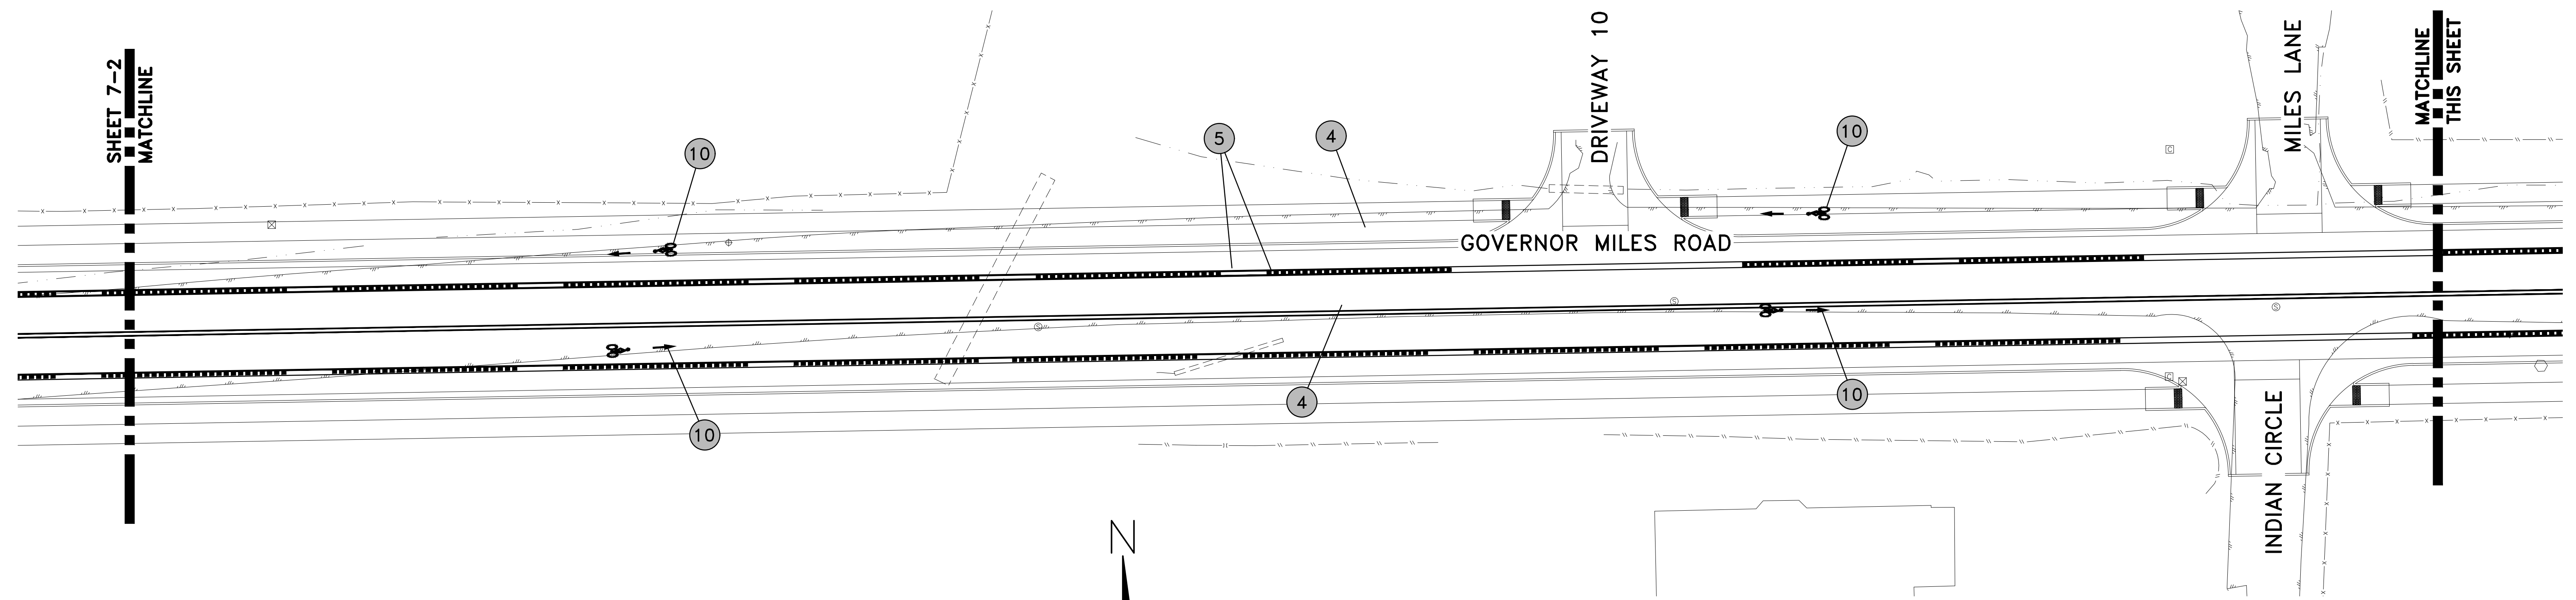 SHEET 7-2
MATCHLINE
10
5
4
DRIVEWAY 10
10
MILES LANE
MATCHLINE
THIS SHEET
GOVERNOR MILES ROAD
10
4
10
INDIAN CIRCLE
N